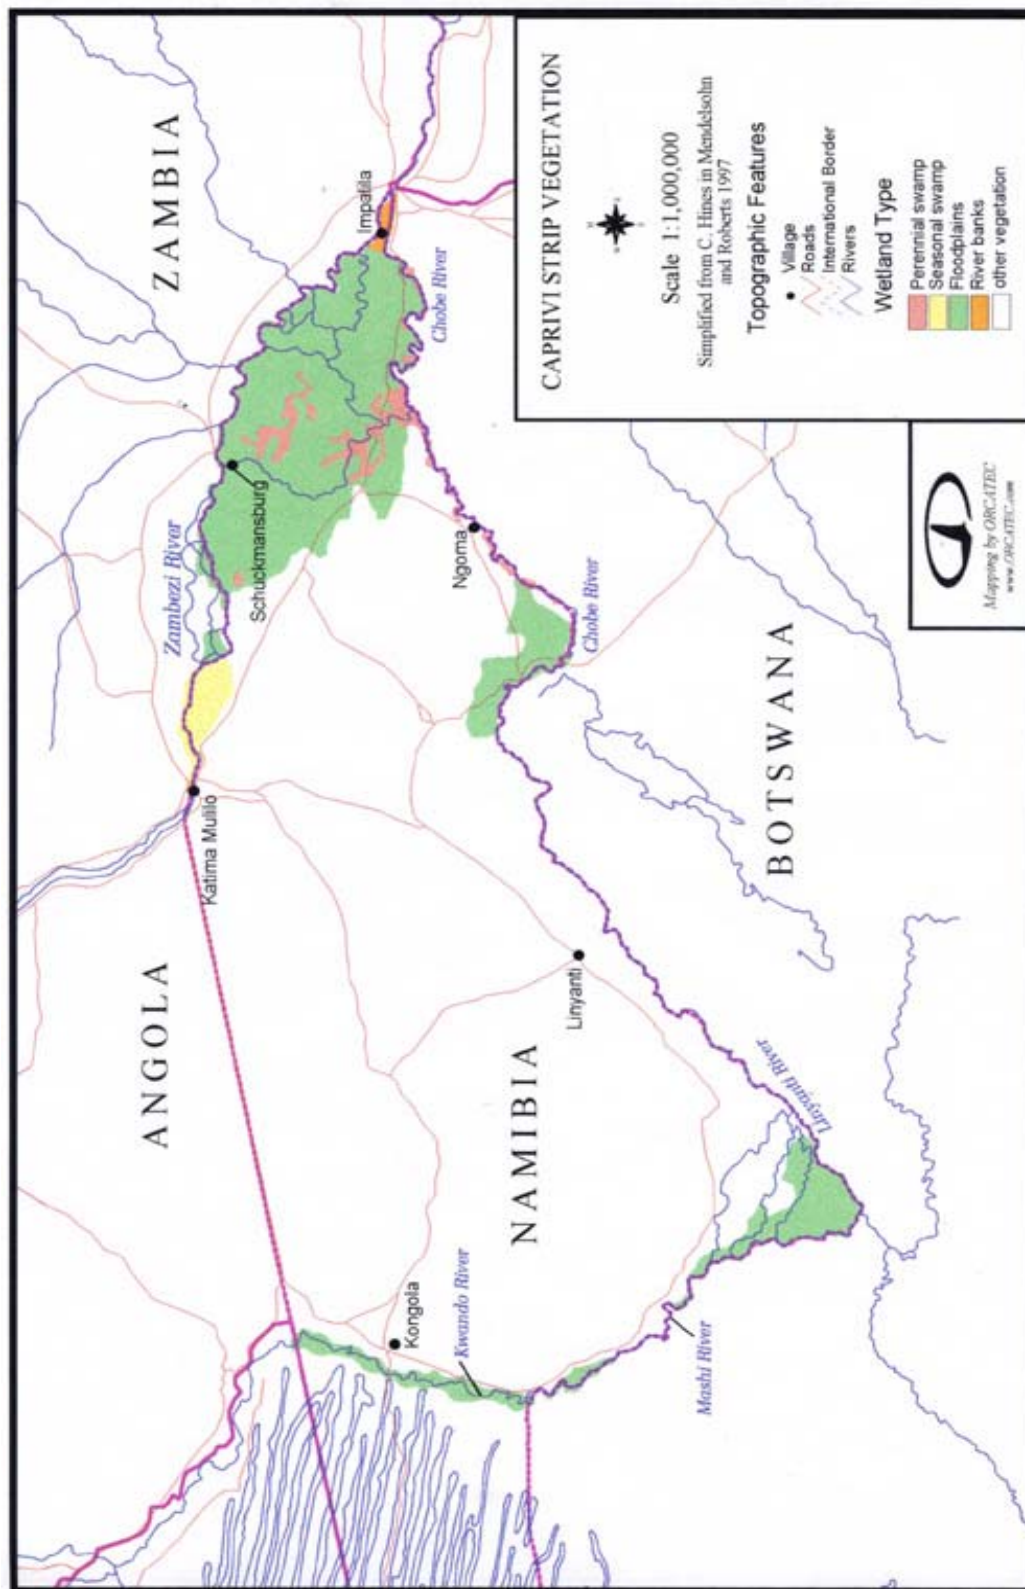 ZAMBIA
ANGOLA
NAMIBIA
BOTSWANA
Impalila
Chobe River
Zambezi River
Schuckmansburg
Ngoma
Chobe River
Katima Mulilo
Linyanti
Linyanti River
Kongola
Kwando River
Mashi River
CAPRIVI STRIP VEGETATION
Scale 1:1,000,000
Simplified from C. Hines in Mendelsohn
and Roberts 1997
Topographic Features
Village
Roads
International Border
Rivers
Wetland Type
Perennial swamp
Seasonal swamp
Floodplains
River banks
other vegetation
Mapping by ORCATEC
www.ORCATEC.com